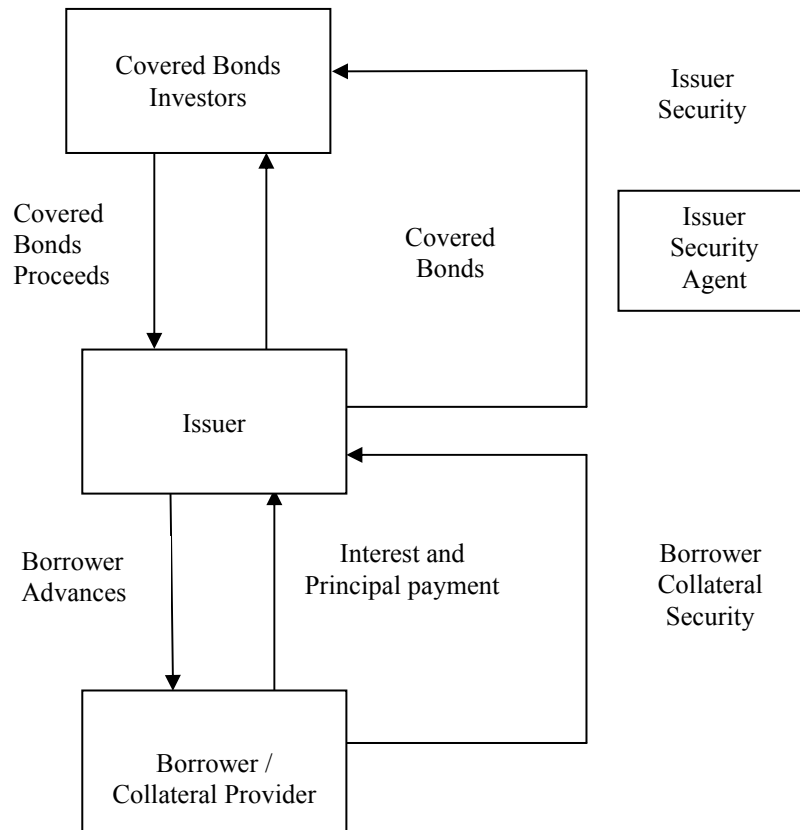 Covered Bonds
Investors
Issuer
Security
Issuer
Security
Agent
Covered
Bonds
Proceeds
Covered
Bonds
Issuer
Borrower
Advances
Interest and
Principal payment
Borrower
Collateral
Security
Borrower /
Collateral Provider